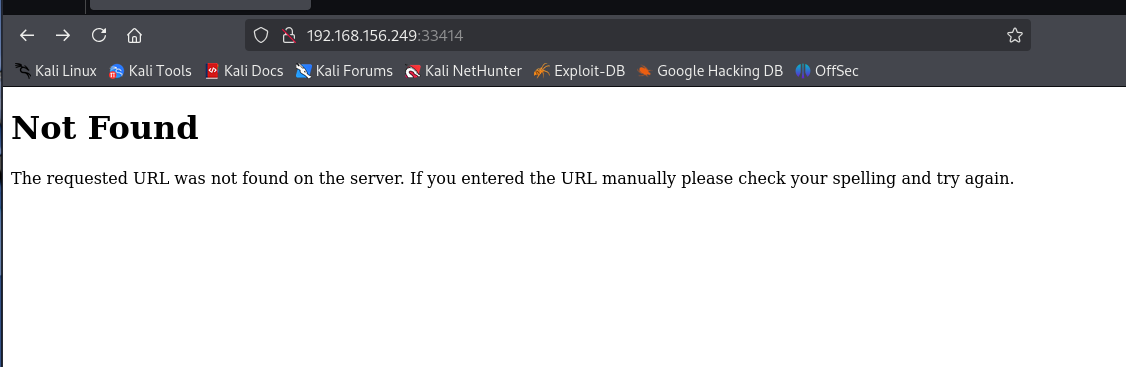 192.168.156.249:33414
Kali Linux Kali Tools Kali Docs Kali Forums Kali NetHunter Exploit-DB Google Hacking DB OffSec
Not Found
The requested URL was not found on the server. If you entered the URL manually please check your spelling and try again.